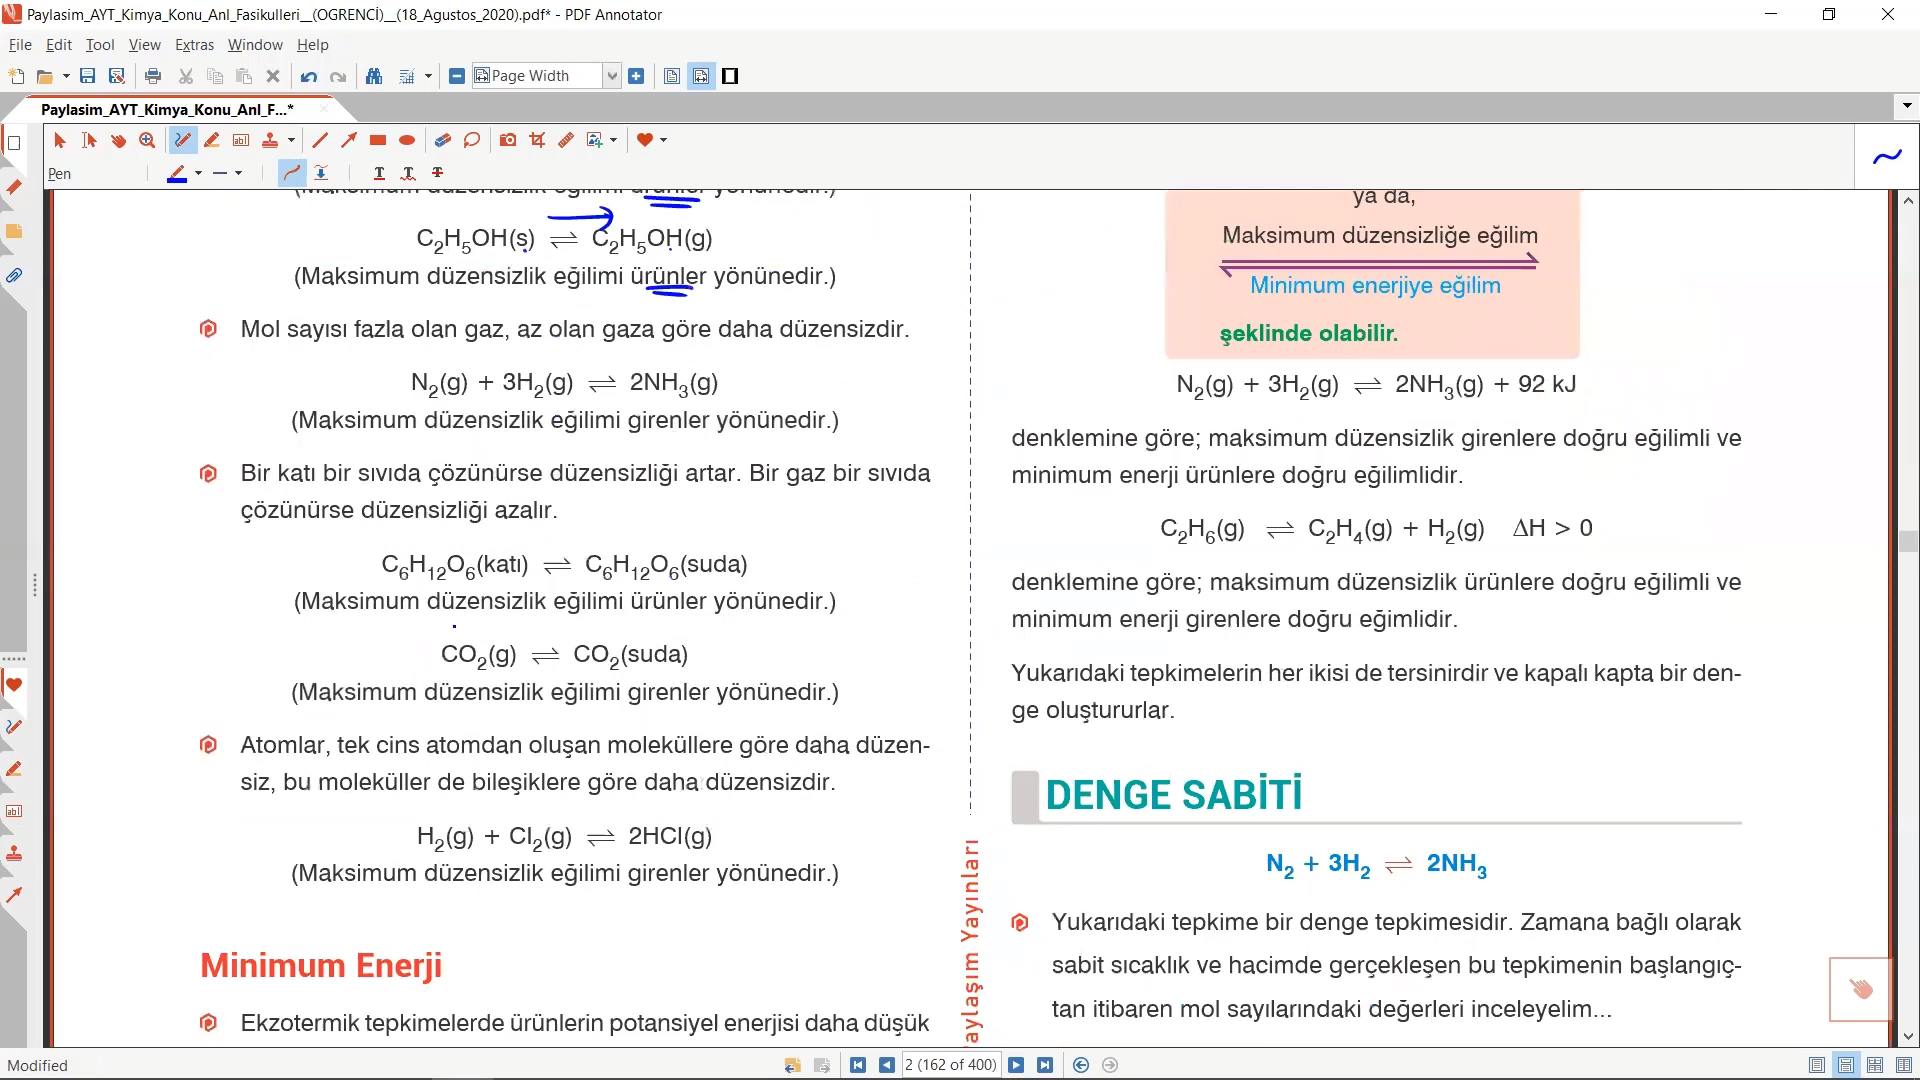 Paylasim_AYT_Kimya_Konu_Anl_Fasikulleri__(OGRENCİ)__(18_Agustos_2020).pdf* - PDF Annotator
File Edit Tool View Extras Window Help
Page Width
Paylasim_AYT_Kimya_Konu_Anl_F...*
Pen
(Maksimum düzensizlik eğilimi ürünler yönünedir.)
C₂H₅OH(s) ⇌ C₂H₅OH(g)
(Maksimum düzensizlik eğilimi ürünler yönünedir.)
Mol sayısı fazla olan gaz, az olan gaza göre daha düzensizdir.
N₂(g) + 3H₂(g) ⇌ 2NH₃(g)
(Maksimum düzensizlik eğilimi girenler yönünedir.)
Bir katı bir sıvıda çözünürse düzensizliği artar. Bir gaz bir sıvıda
çözünürse düzensizliği azalır.
C₆H₁₂O₆(katı) ⇌ C₆H₁₂O₆(suda)
(Maksimum düzensizlik eğilimi ürünler yönünedir.)
CO₂(g) ⇌ CO₂(suda)
(Maksimum düzensizlik eğilimi girenler yönünedir.)
Atomlar, tek cins atomdan oluşan moleküllere göre daha düzen-
siz, bu moleküller de bileşiklere göre daha düzensizdir.
H₂(g) + Cl₂(g) ⇌ 2HCl(g)
(Maksimum düzensizlik eğilimi girenler yönünedir.)
Minimum Enerji
Ekzotermik tepkimelerde ürünlerin potansiyel enerjisi daha düşük
Paylaşım Yayınları
ya da,
Maksimum düzensizliğe eğilim
Minimum enerjiye eğilim
şeklinde olabilir.
N₂(g) + 3H₂(g) ⇌ 2NH₃(g) + 92 kJ
denklemine göre; maksimum düzensizlik girenlere doğru eğilimli ve
minimum enerji ürünlere doğru eğilimlidir.
C₂H₆(g) ⇌ C₂H₄(g) + H₂(g) ΔH > 0
denklemine göre; maksimum düzensizlik ürünlere doğru eğilimli ve
minimum enerji girenlere doğru eğimlidir.
Yukarıdaki tepkimelerin her ikisi de tersinirdir ve kapalı kapta bir den-
ge oluştururlar.
DENGE SABİTİ
N₂ + 3H₂ ⇌ 2NH₃
Yukarıdaki tepkime bir denge tepkimesidir. Zamana bağlı olarak
sabit sıcaklık ve hacimde gerçekleşen bu tepkimenin başlangıç-
tan itibaren mol sayılarındaki değerleri inceleyelim...
Modified
2 (162 of 400)